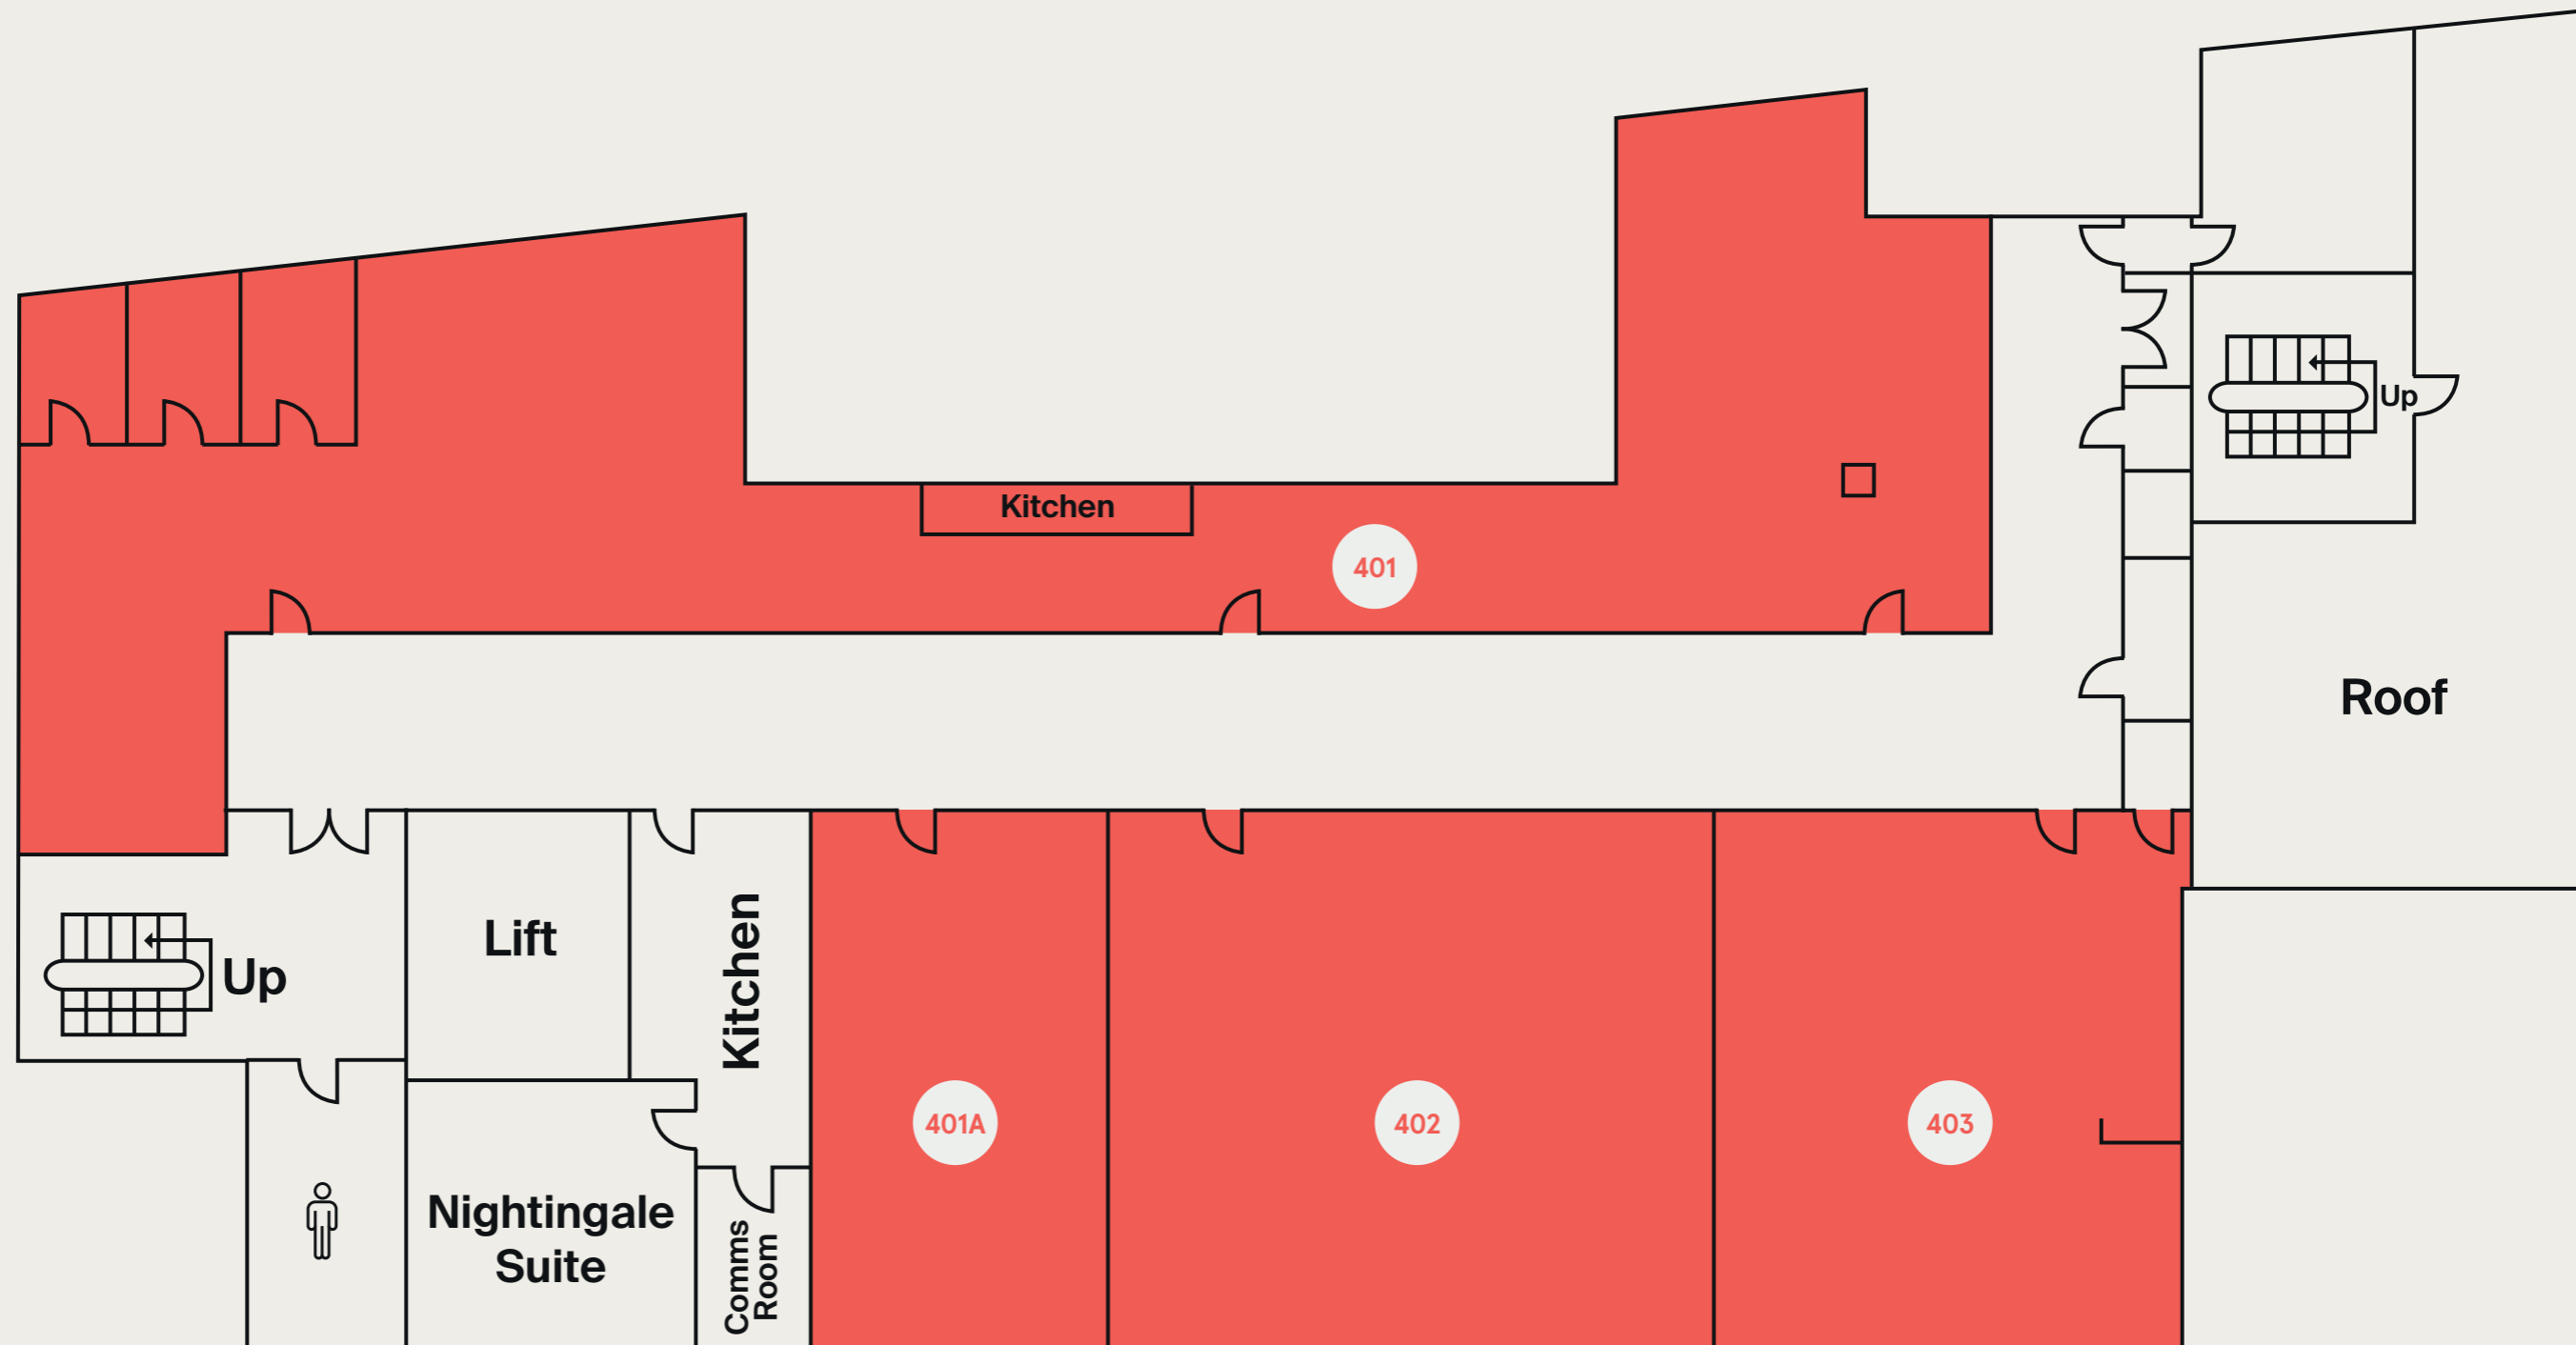 Up
Kitchen
401
Roof
Kitchen
Lift
Up
401A
402
403
Nightingale
Suite
Comms
Room